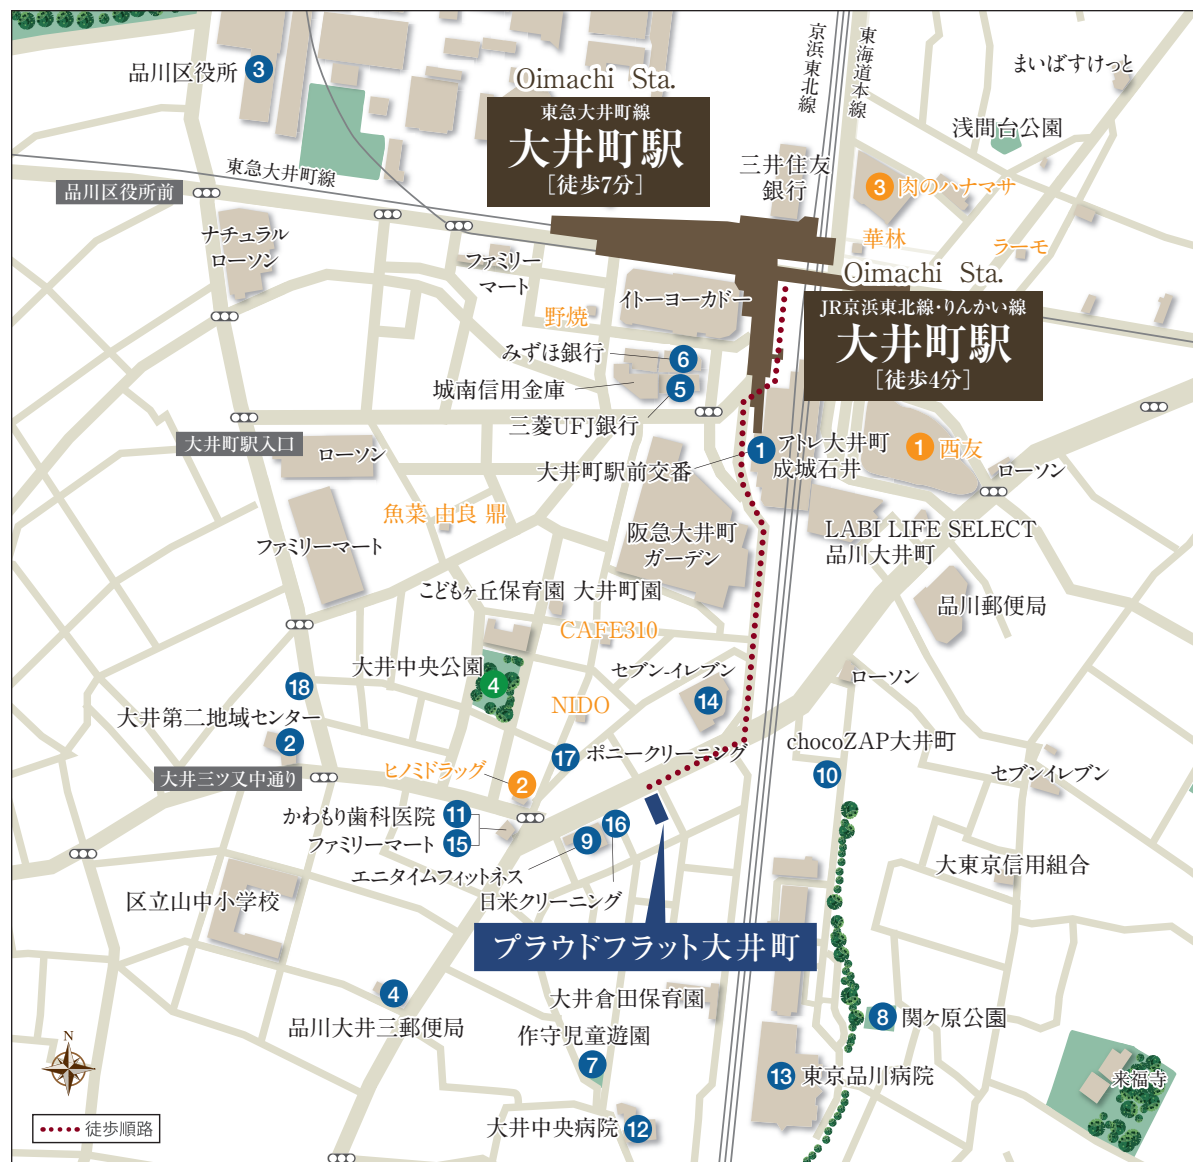 品川区役所 3
Oimachi Sta.
東急大井町線
大井町駅
[徒歩7分]
京浜東北線
東海道本線
まいばすけっと
浅間台公園
三井住友
銀行
3 肉のハナマサ
東急大井町線
品川区役所前
ナチュラル
ローソン
ファミリー
マート
華林
ラーモ
Oimachi Sta.
JR京浜東北線・りんかい線
大井町駅
[徒歩4分]
イトーヨーカドー
野焼
みずほ銀行 6
城南信用金庫 5
三菱UFJ銀行
大井町駅入口
ローソン
大井町駅前交番
1 アトレ大井町
成城石井
1 西友
ローソン
魚菜 由良 鼎
ファミリーマート
阪急大井町
ガーデン
LABI LIFE SELECT
品川大井町
こどもヶ丘保育園 大井町園
品川郵便局
CAFE310
大井中央公園
4
セブン-イレブン
14
ローソン
18
大井第二地域センター
2
NIDO
17 ポニークリーニング
chocoZAP大井町
10
セブンイレブン
大井三ツ又中通り
ヒノミドラッグ
2
かわもり歯科医院 11
ファミリーマート 15
16
9
エニタイムフィットネス
日米クリーニング
大東京信用組合
区立山中小学校
プラウドフラット大井町
4
品川大井三郵便局
大井倉田保育園
作守児童遊園
7
8 関ケ原公園
13 東京品川病院
来福寺
大井中央病院 12
N
徒歩順路